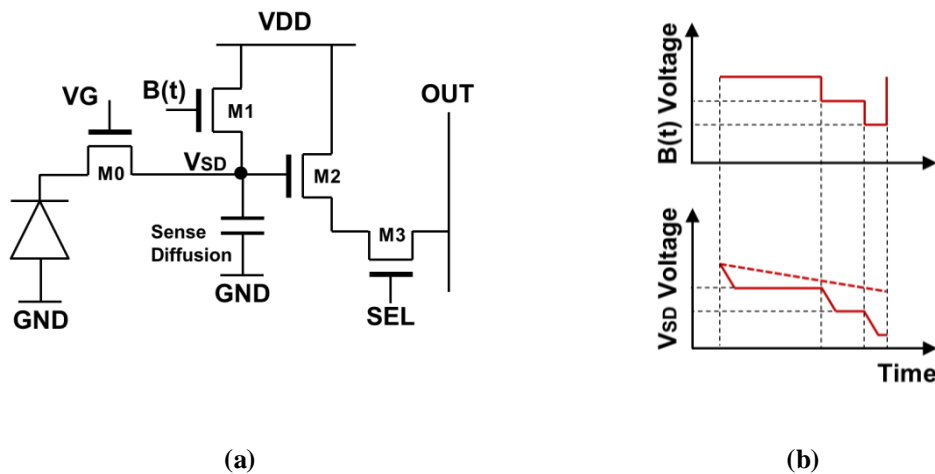 VDD
B(t)
M1
VG
M0
VSD
M2
OUT
M3
Sense
Diffusion
GND
GND
SEL
(a)
B(t) Voltage
VSD Voltage
Time
(b)